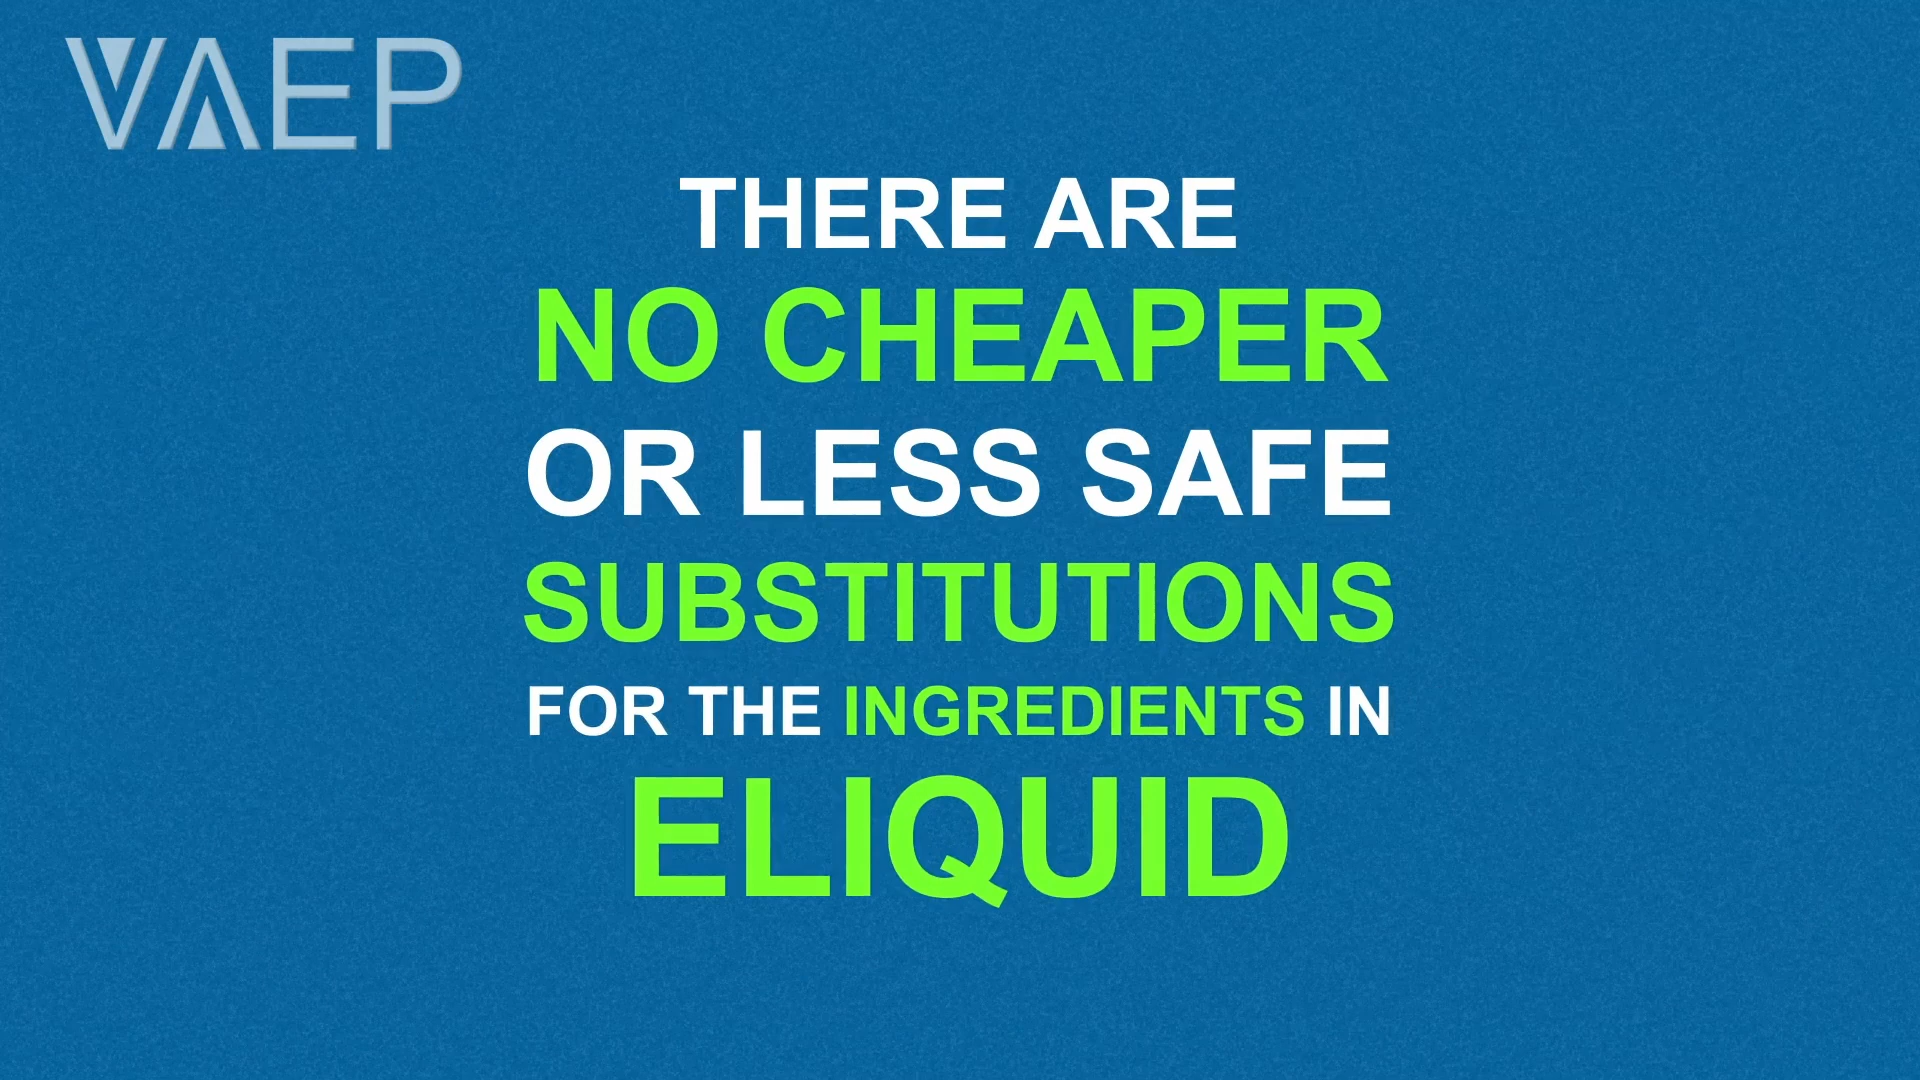 VAEP
THERE ARE
NO CHEAPER
OR LESS SAFE
SUBSTITUTIONS
FOR THE INGREDIENTS IN
ELIQUID